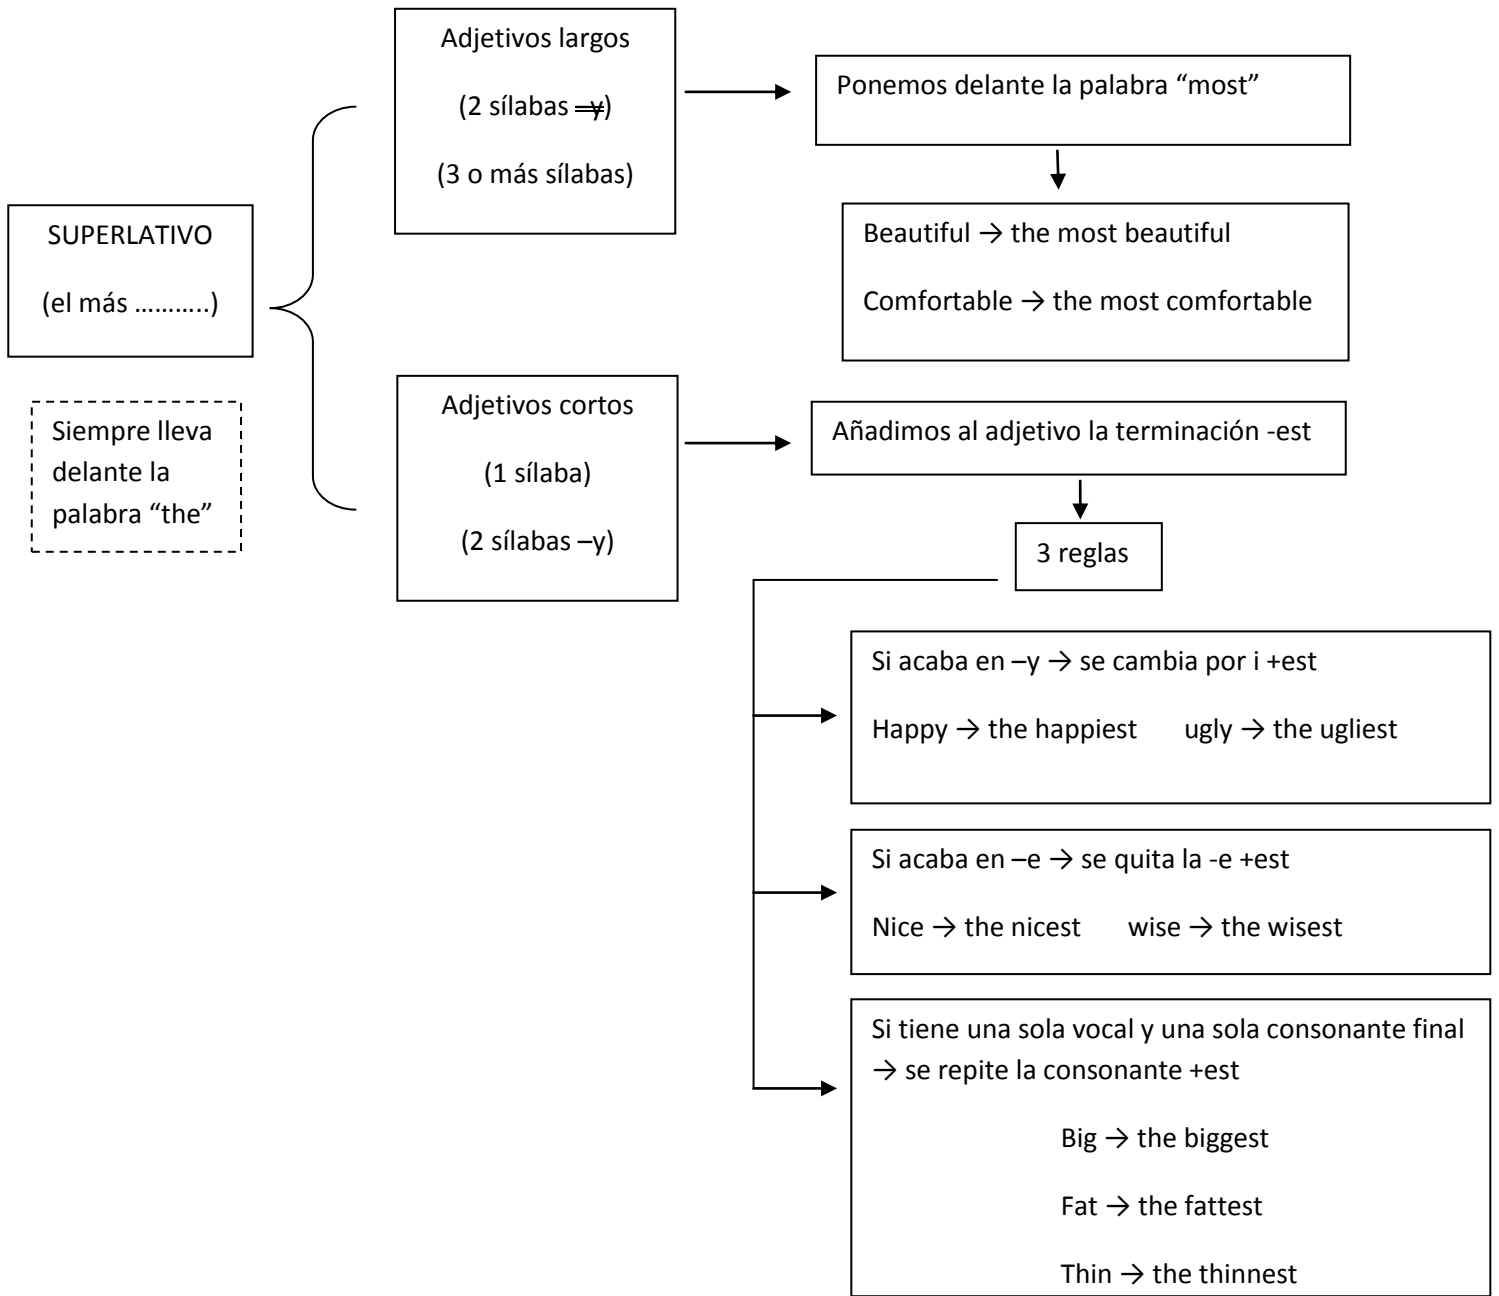 SUPERLATIVO
(el más ………..)
Siempre lleva
delante la
palabra “the”
Adjetivos largos
(2 sílabas –y)
(3 o más sílabas)
Ponemos delante la palabra “most”
Beautiful → the most beautiful
Comfortable → the most comfortable
Adjetivos cortos
(1 sílaba)
(2 sílabas –y)
Añadimos al adjetivo la terminación -est
3 reglas
Si acaba en –y → se cambia por i +est
Happy → the happiest ugly → the ugliest
Si acaba en –e → se quita la -e +est
Nice → the nicest wise → the wisest
Si tiene una sola vocal y una sola consonante final
→ se repite la consonante +est
Big → the biggest
Fat → the fattest
Thin → the thinnest